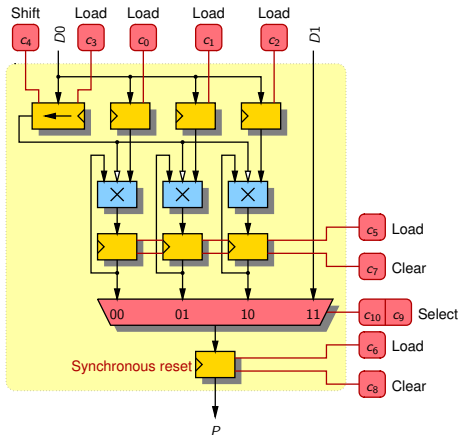 Shift Load Load Load Load
c4 D0 c3 c0 c1 c2 D1
× × ×
c5 Load
c7 Clear
00 01 10 11 c10 c9 Select
c6 Load
Synchronous reset
c8 Clear
P